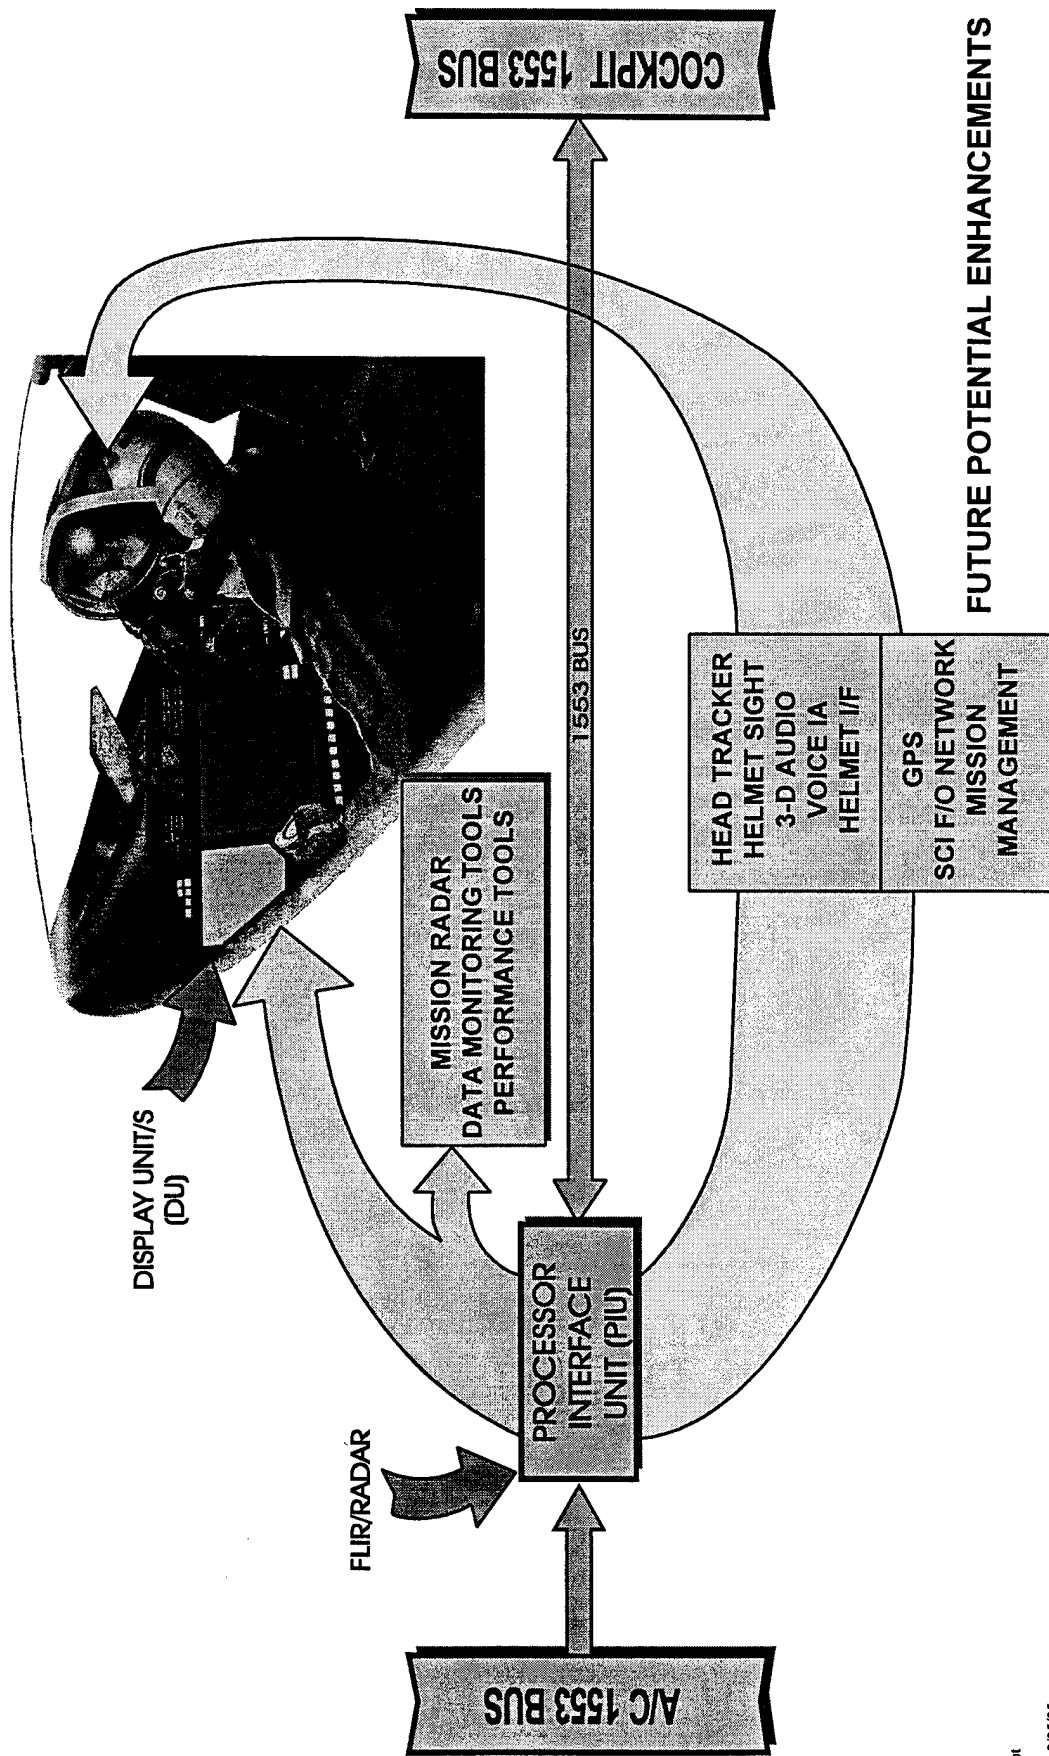 DISPLAY UNIT/S
(DU)
FLIR/RADAR
MISSION RADAR
DATA MONITORING TOOLS
PERFORMANCE TOOLS
A/C 1553 BUS
PROCESSOR
INTERFACE
UNIT (PIU)
1553 BUS
COCKPIT 1553 BUS
HEAD TRACKER
HELMET SIGHT
3-D AUDIO
VOICE IA
HELMET I/F
GPS
SCI F/O NETWORK
MISSION
MANAGEMENT
FUTURE POTENTIAL ENHANCEMENTS